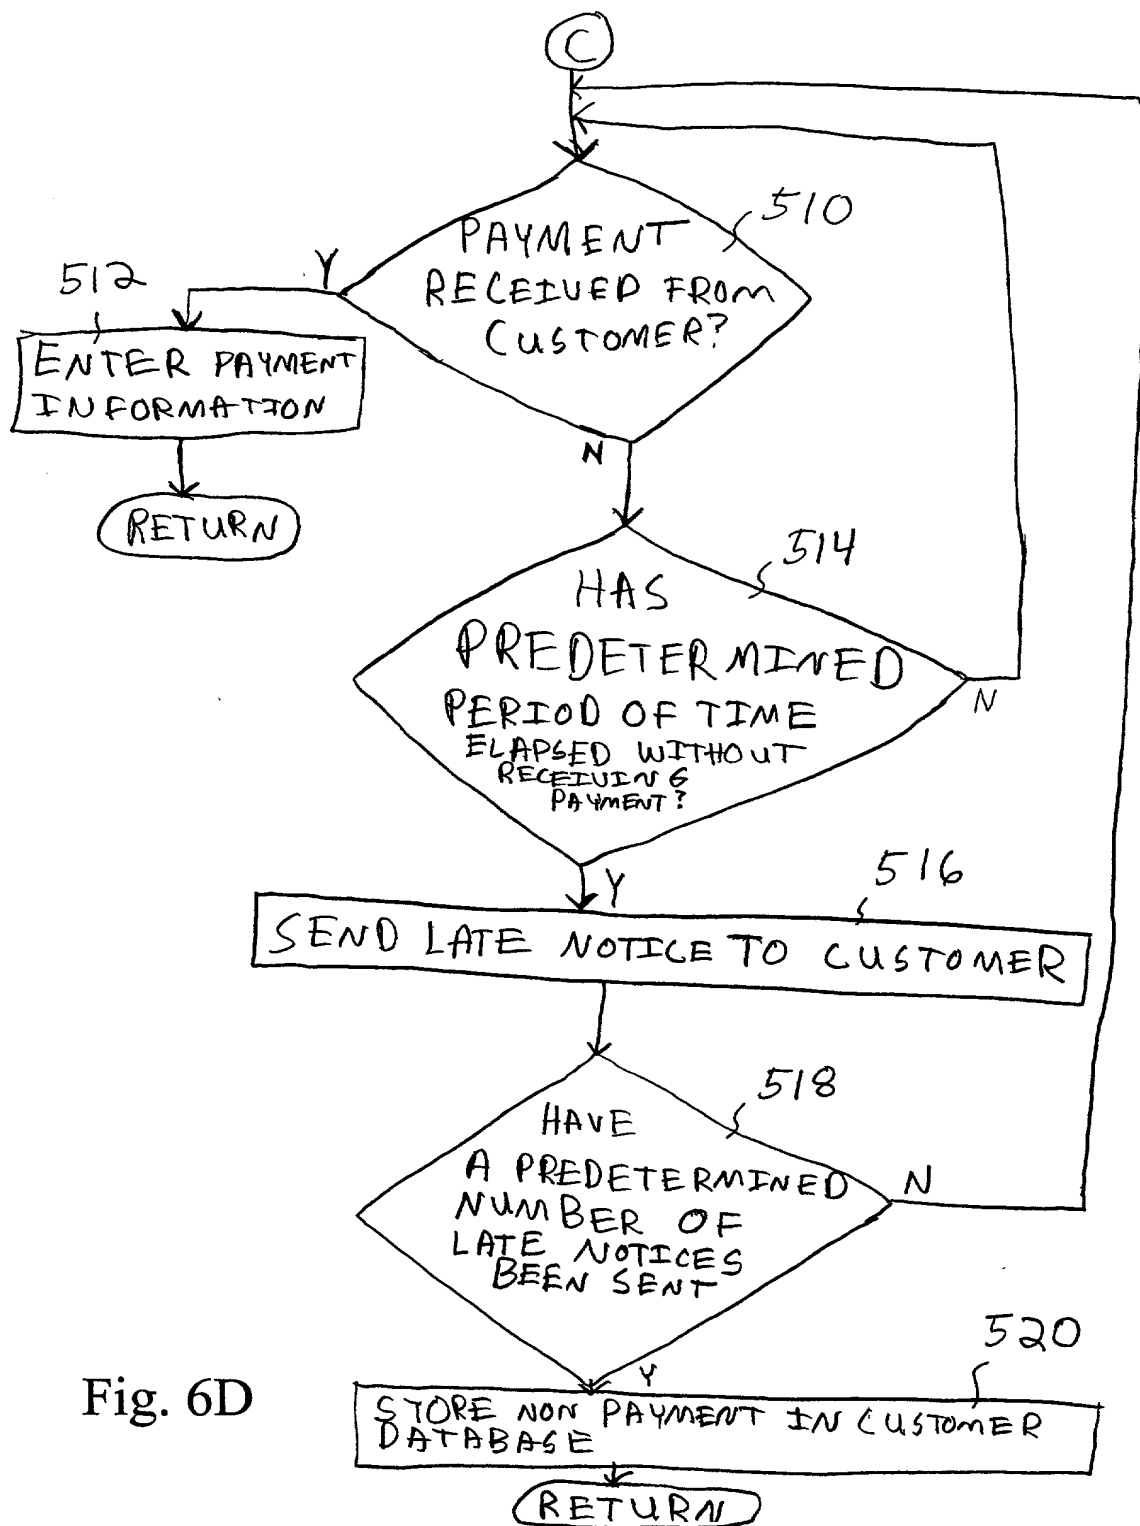 C
510
PAYMENT
RECEIVED FROM
CUSTOMER?
Y
512
ENTER PAYMENT
INFORMATION
RETURN
N
514
HAS
PREDETERMINED
PERIOD OF TIME
ELAPSED WITHOUT
RECEIVING
PAYMENT?
N
Y
516
SEND LATE NOTICE TO CUSTOMER
518
HAVE
A PREDETERMINED
NUMBER OF
LATE NOTICES
BEEN SENT
N
Y
520
STORE NON PAYMENT IN CUSTOMER
DATABASE
RETURN
Fig. 6D